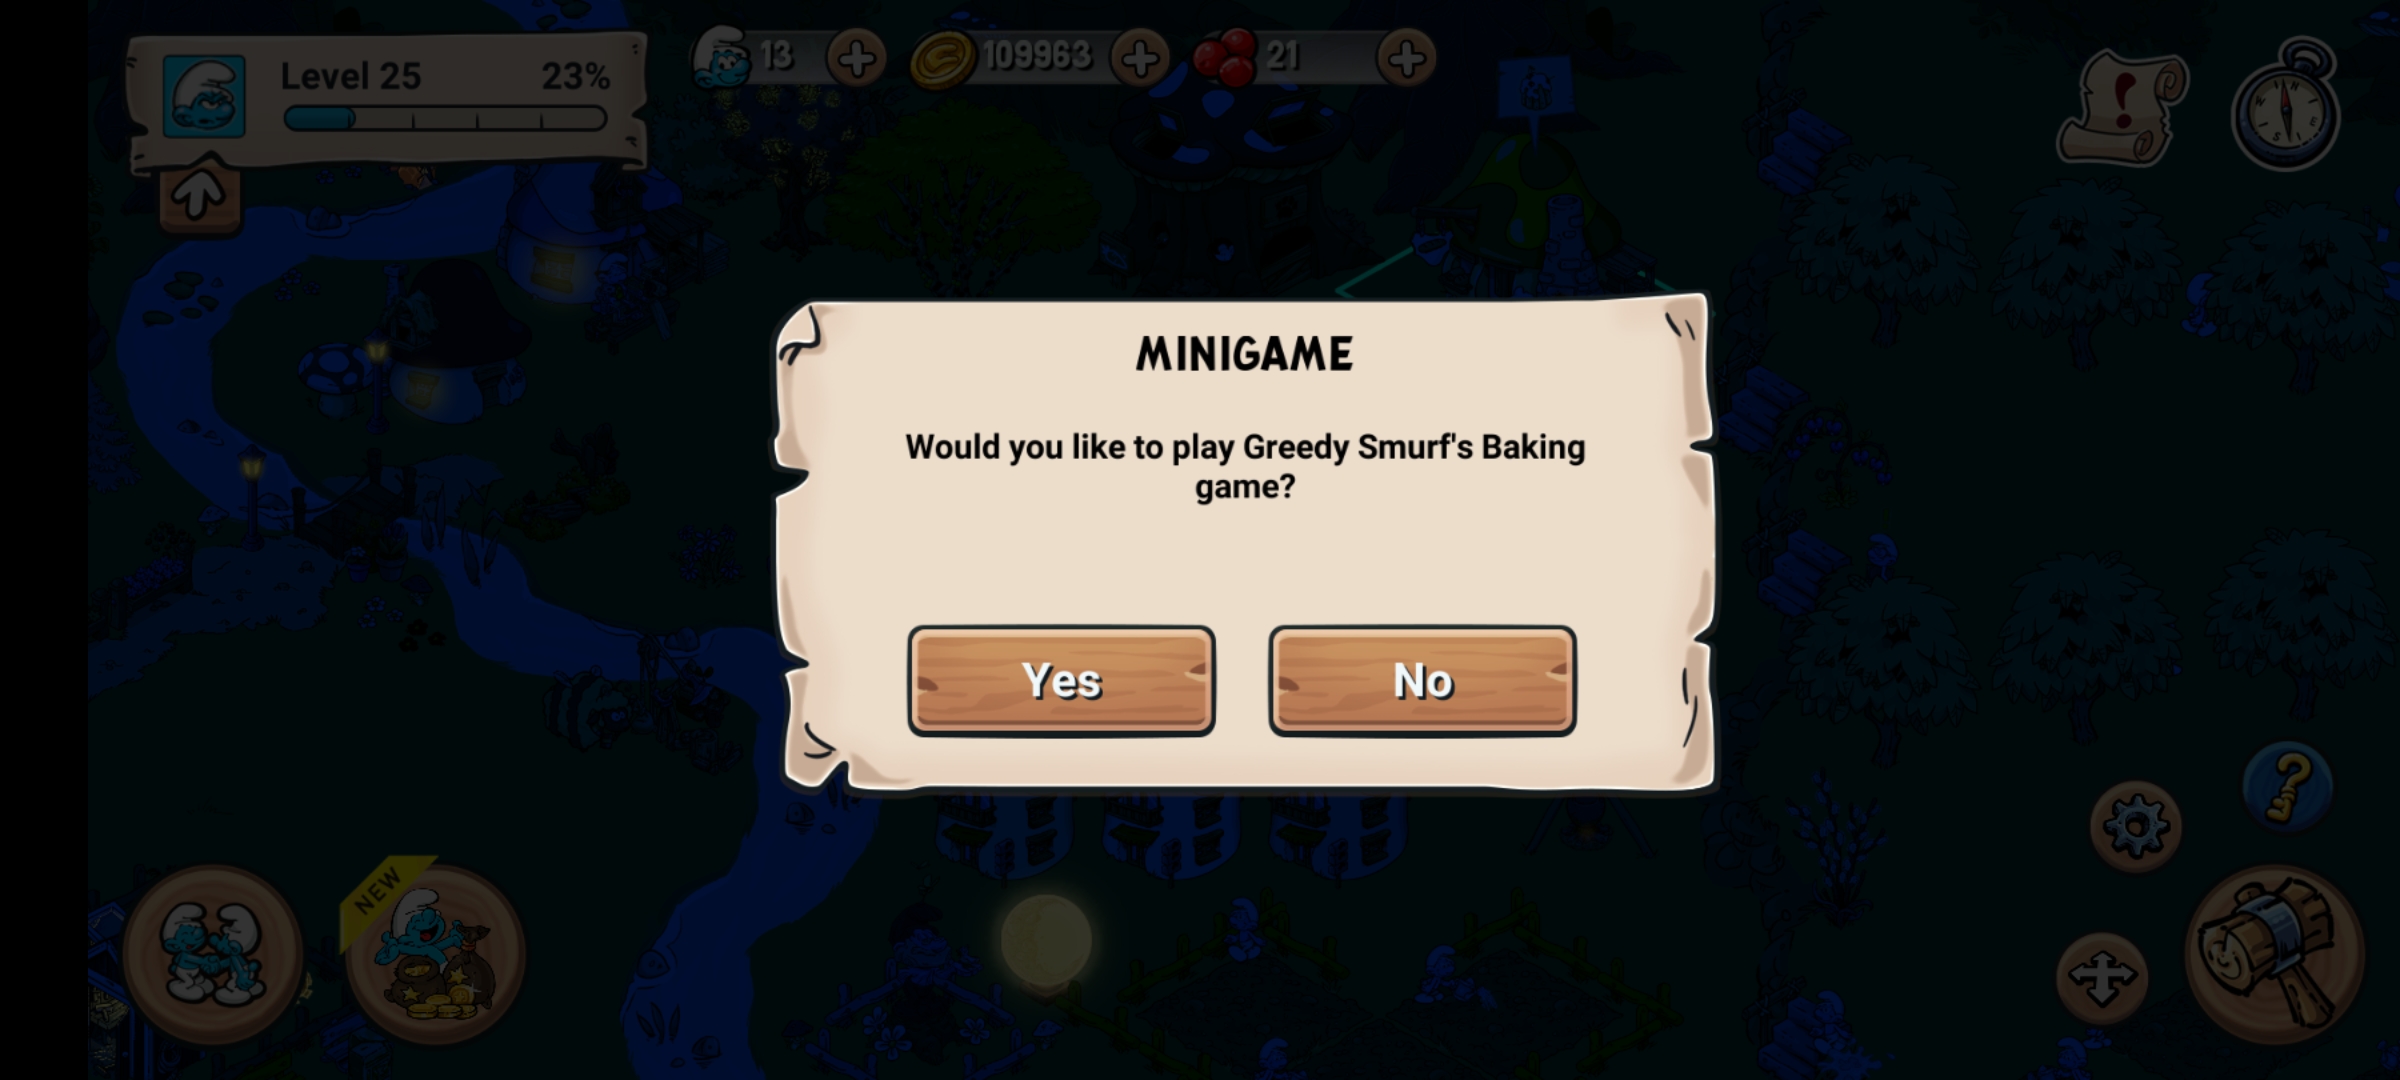 Level 25 23%
13
109963
21
MINIGAME
Would you like to play Greedy Smurf's Baking
game?
Yes No
NEW